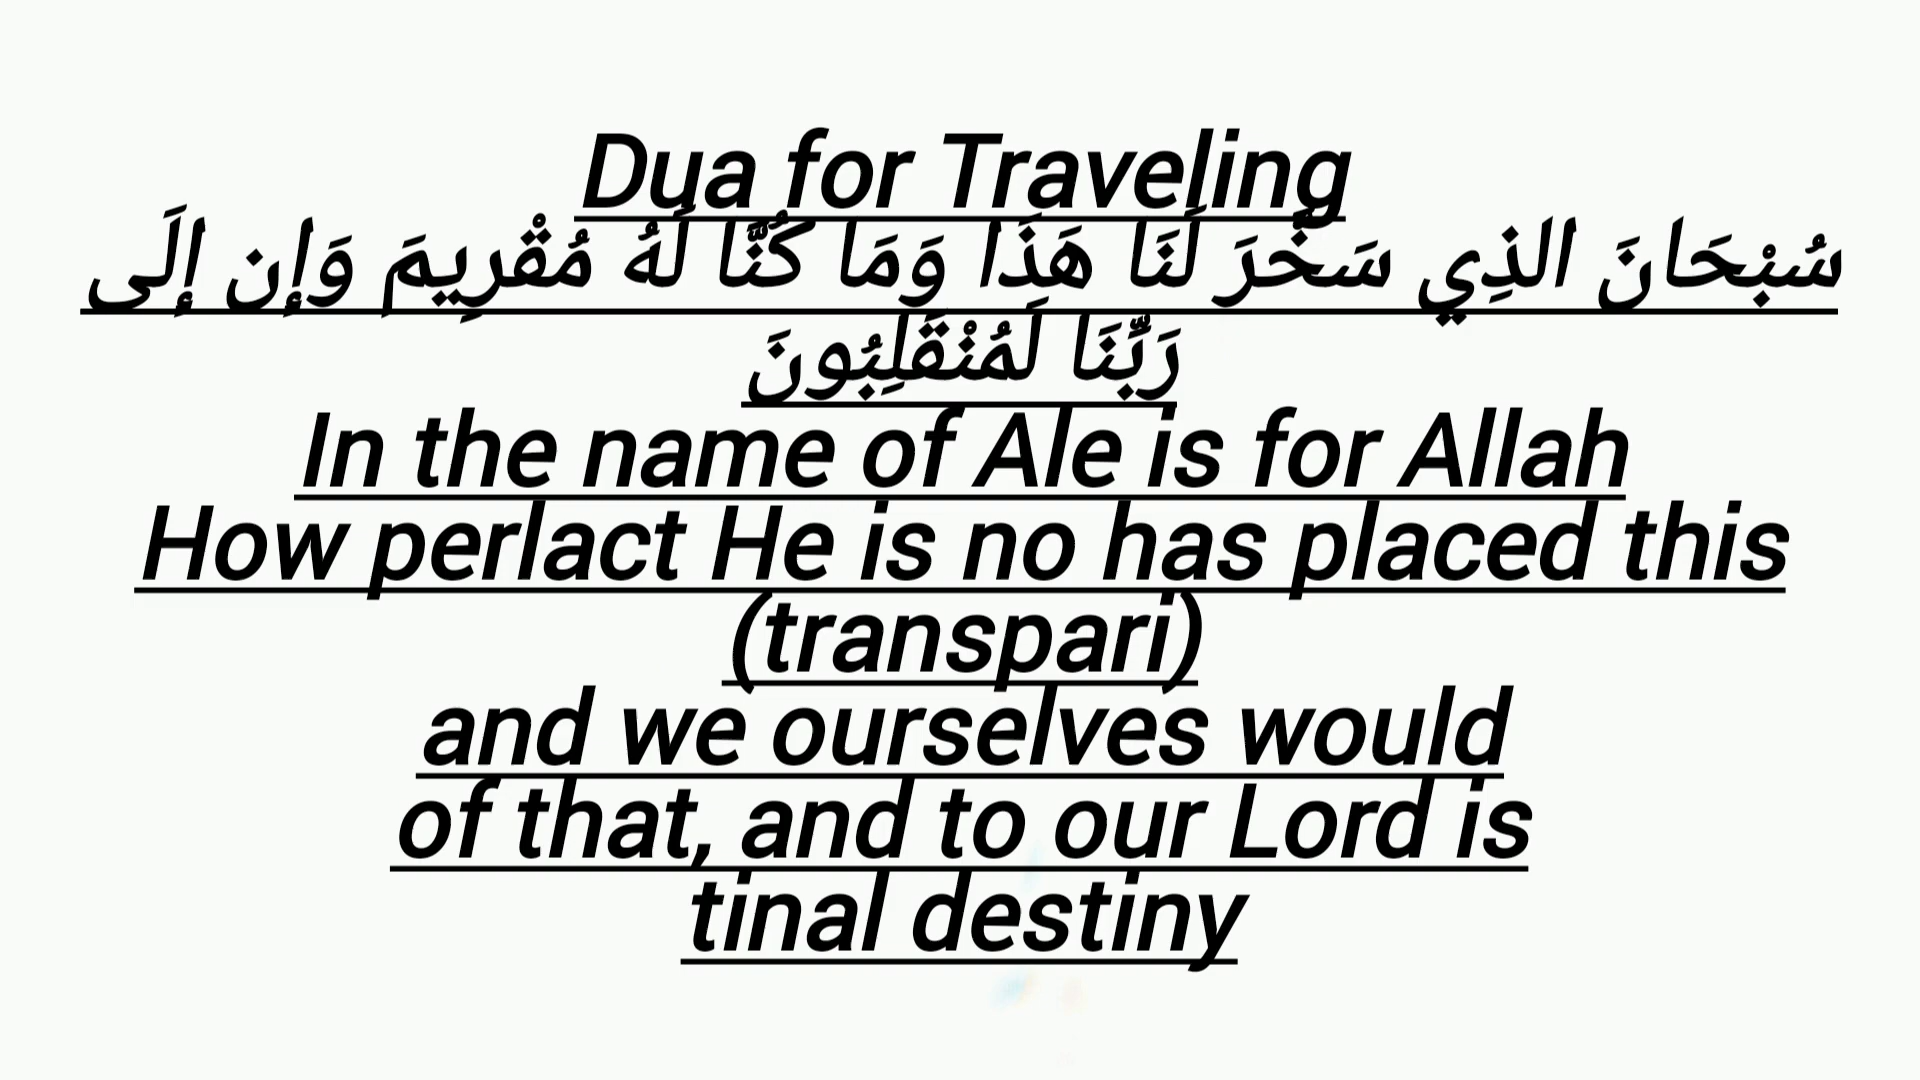 Dua for Traveling
سُبْحَانَ الذِي سَخَّرَ لَنَا هَذَا وَمَا كُنَّا لَهُ مُقْرِيمَ وَإِن إِلَى
رَبِّنَا لَمُنْقَلِبُونَ
In the name of Ale is for Allah
How perlact He is no has placed this
(transpari)
and we ourselves would
of that, and to our Lord is
tinal destiny